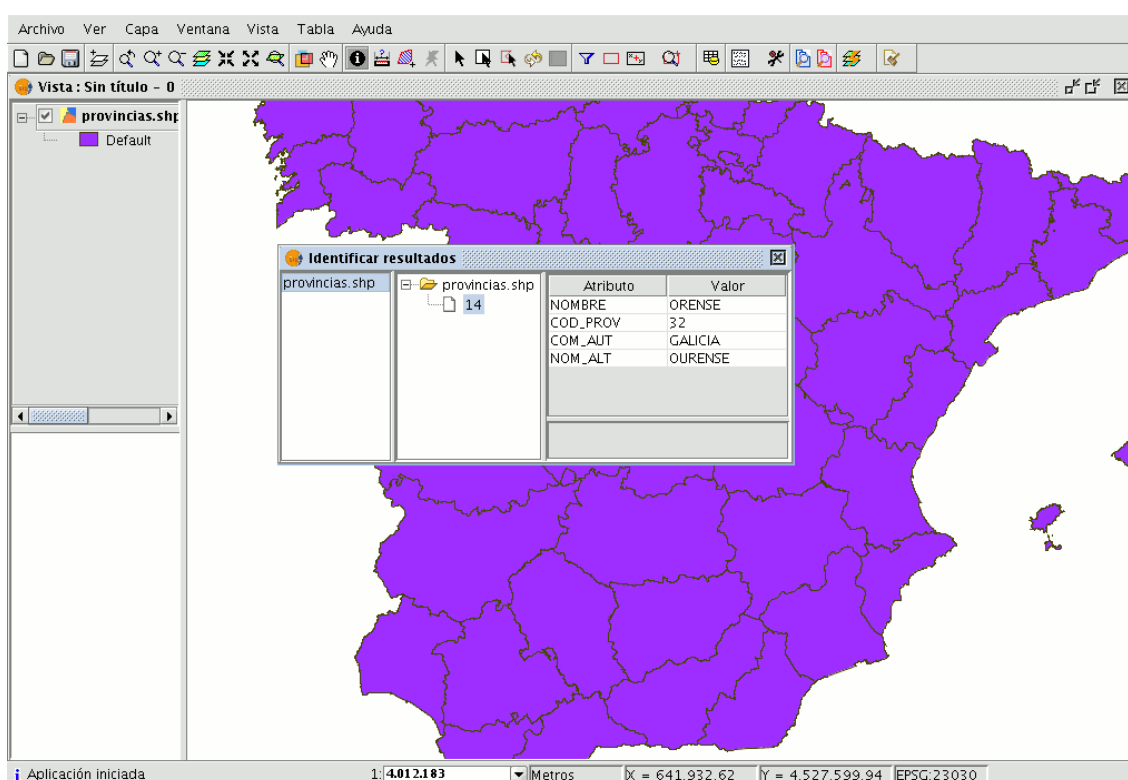 Archivo Ver Capa Ventana Vista Tabla Ayuda
Vista : Sin título - 0
provincias.shp
Default
Identificar resultados
provincias.shp
provincias.shp
14
Atributo Valor
NOMBRE ORENSE
COD_PROV 32
COM_AUT GALICIA
NOM_ALT OURENSE
Aplicación iniciada 1: 4.012.183 Metros X = 641.932,62 Y = 4.527.599,94 EPSG:23030